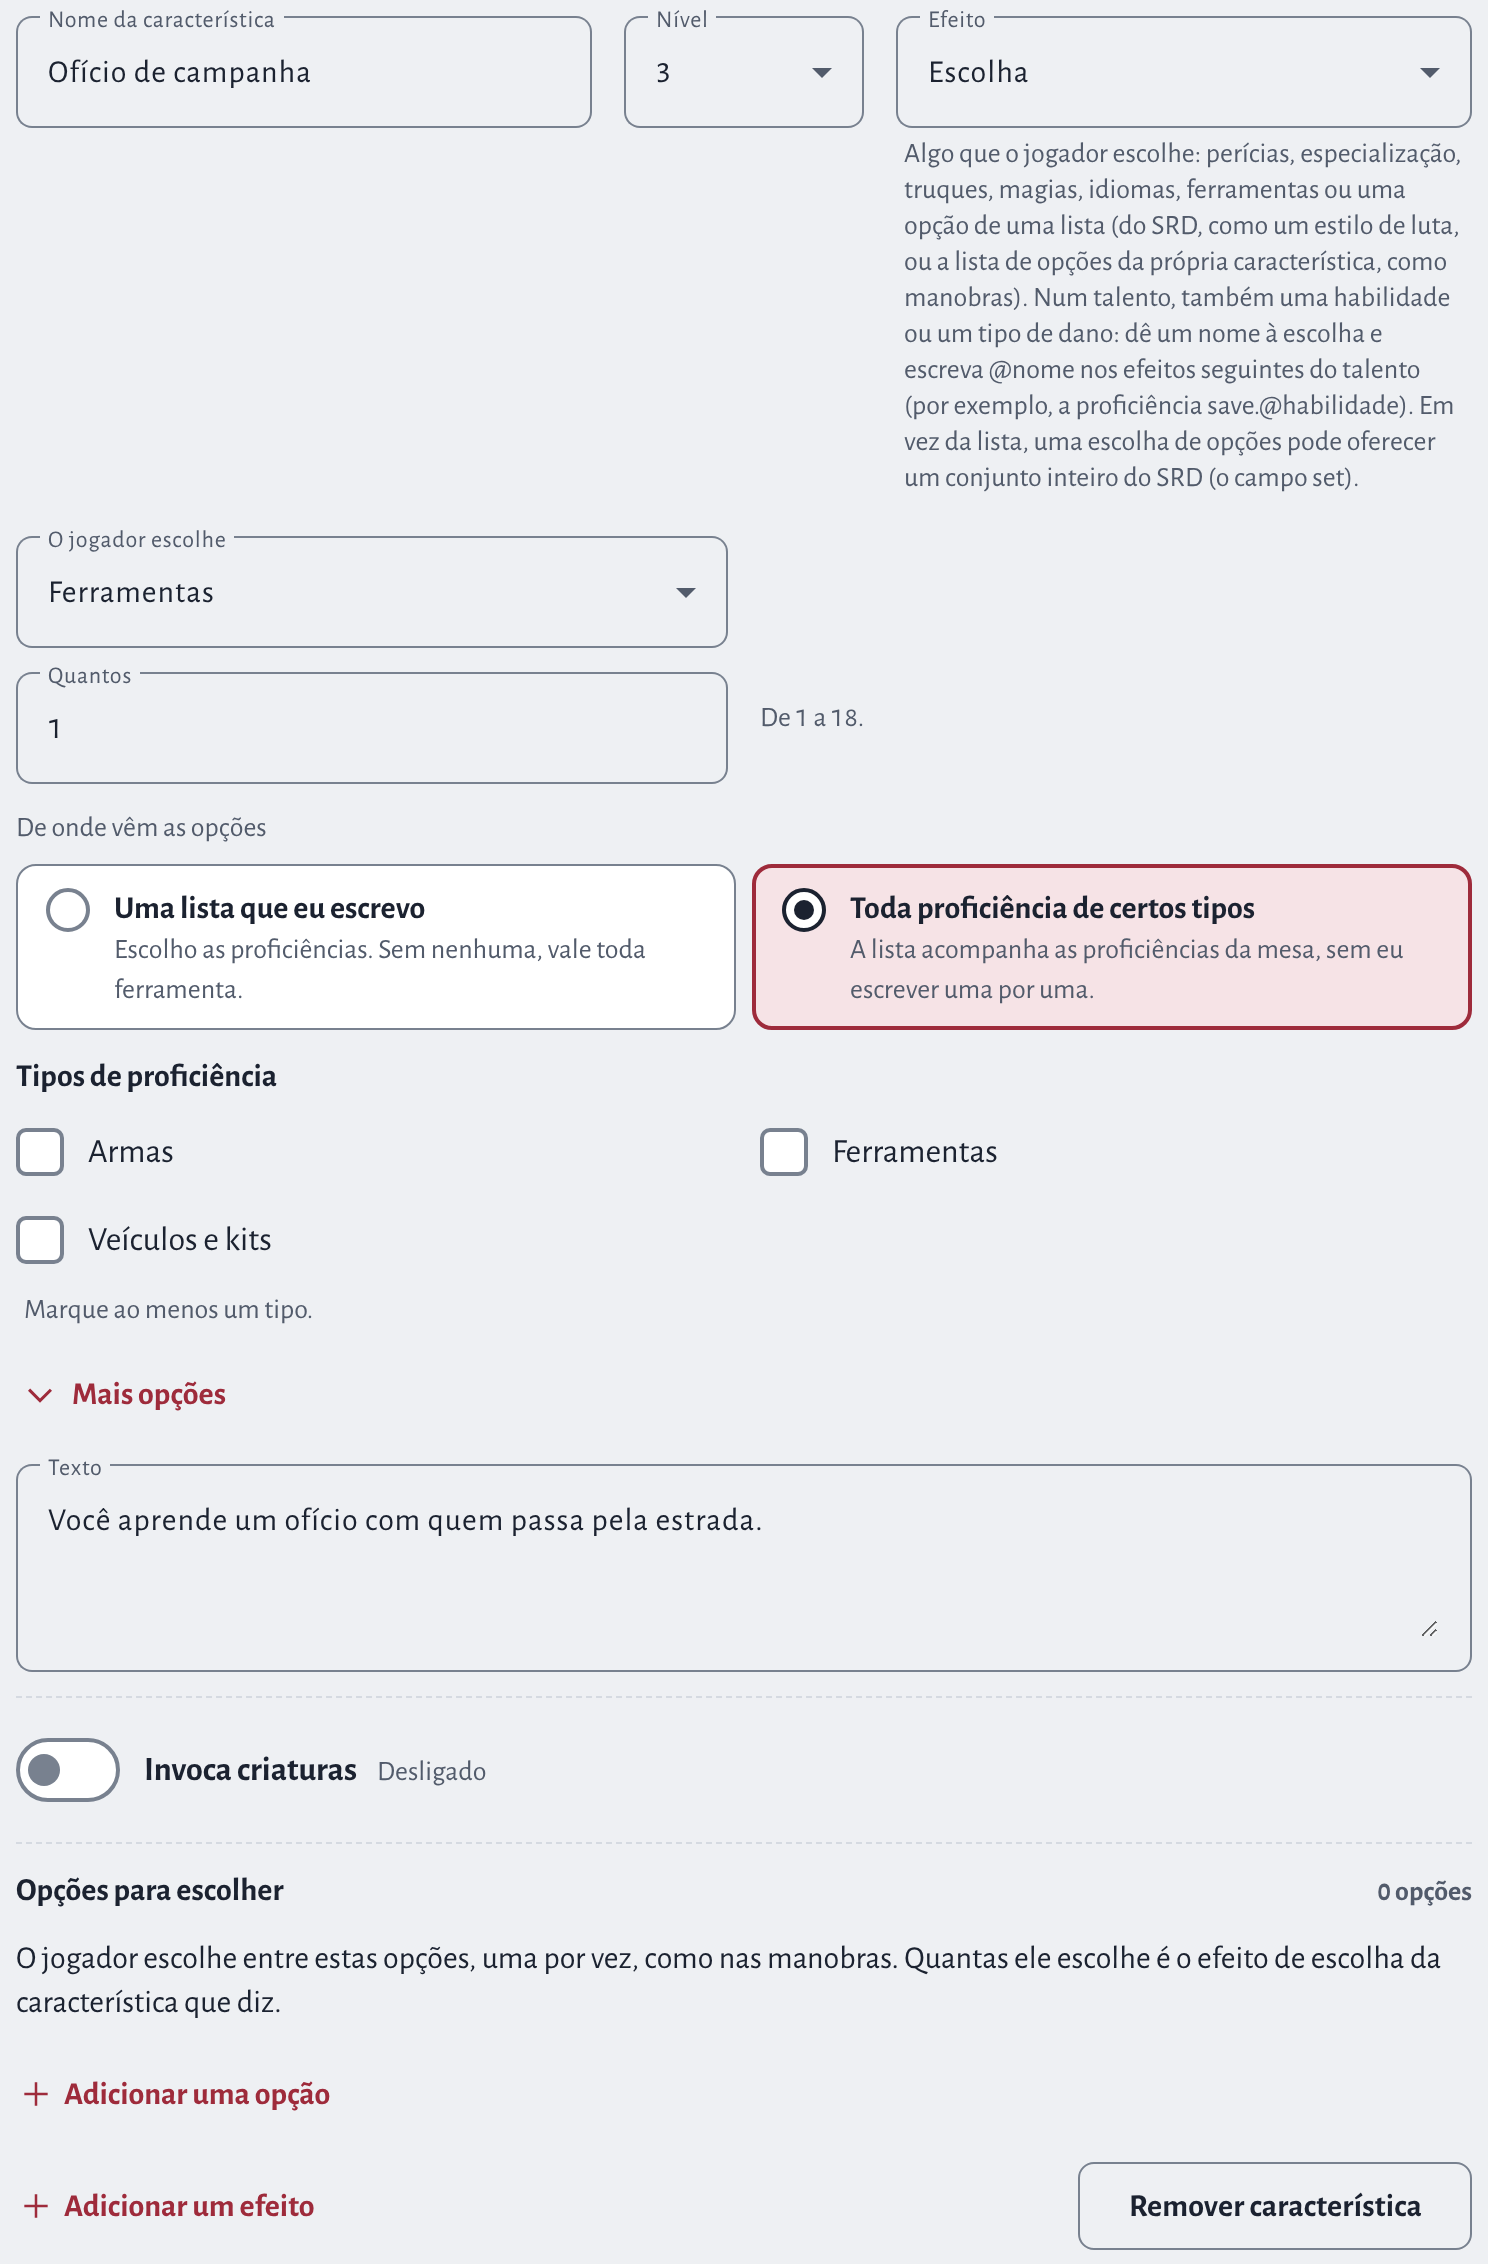 Nome da característica
Ofício de campanha
Nível
3
Efeito
Escolha
Algo que o jogador escolhe: perícias, especialização,
truques, magias, idiomas, ferramentas ou uma
opção de uma lista (do SRD, como um estilo de luta,
ou a lista de opções da própria característica, como
manobras). Num talento, também uma habilidade
ou um tipo de dano: dê um nome à escolha e
escreva @nome nos efeitos seguintes do talento
(por exemplo, a proficiência save.@habilidade). Em
vez da lista, uma escolha de opções pode oferecer
um conjunto inteiro do SRD (o campo set).
O jogador escolhe
Ferramentas
Quantos
1
De 1 a 18.
De onde vêm as opções
Uma lista que eu escrevo
Escolho as proficiências. Sem nenhuma, vale toda
ferramenta.
Toda proficiência de certos tipos
A lista acompanha as proficiências da mesa, sem eu
escrever uma por uma.
Tipos de proficiência
Armas
Ferramentas
Veículos e kits
Marque ao menos um tipo.
Mais opções
Texto
Você aprende um ofício com quem passa pela estrada.
Invoca criaturas Desligado
Opções para escolher
0 opções
O jogador escolhe entre estas opções, uma por vez, como nas manobras. Quantas ele escolhe é o efeito de escolha da
característica que diz.
Adicionar uma opção
Adicionar um efeito
Remover característica